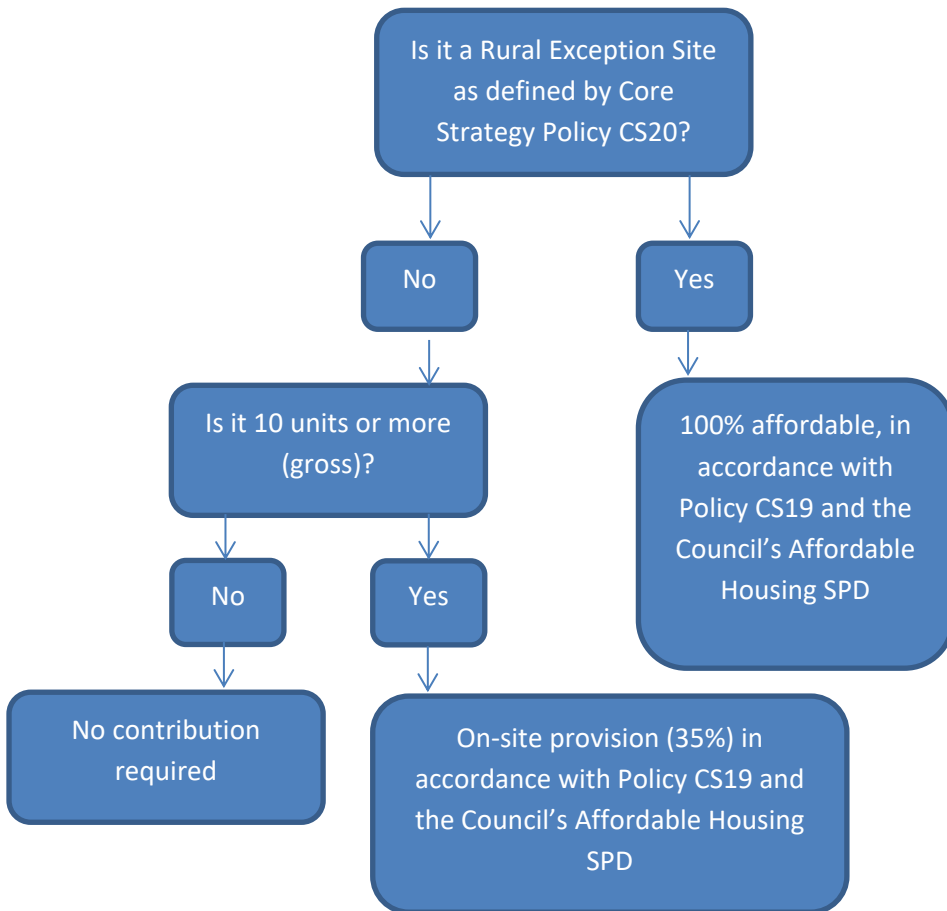 Is it a Rural Exception Site
as defined by Core
Strategy Policy CS20?
No
Yes
Is it 10 units or more
(gross)?
100% affordable, in
accordance with
Policy CS19 and the
Council’s Affordable
Housing SPD
No
Yes
No contribution
required
On-site provision (35%) in
accordance with Policy CS19 and
the Council’s Affordable Housing
SPD